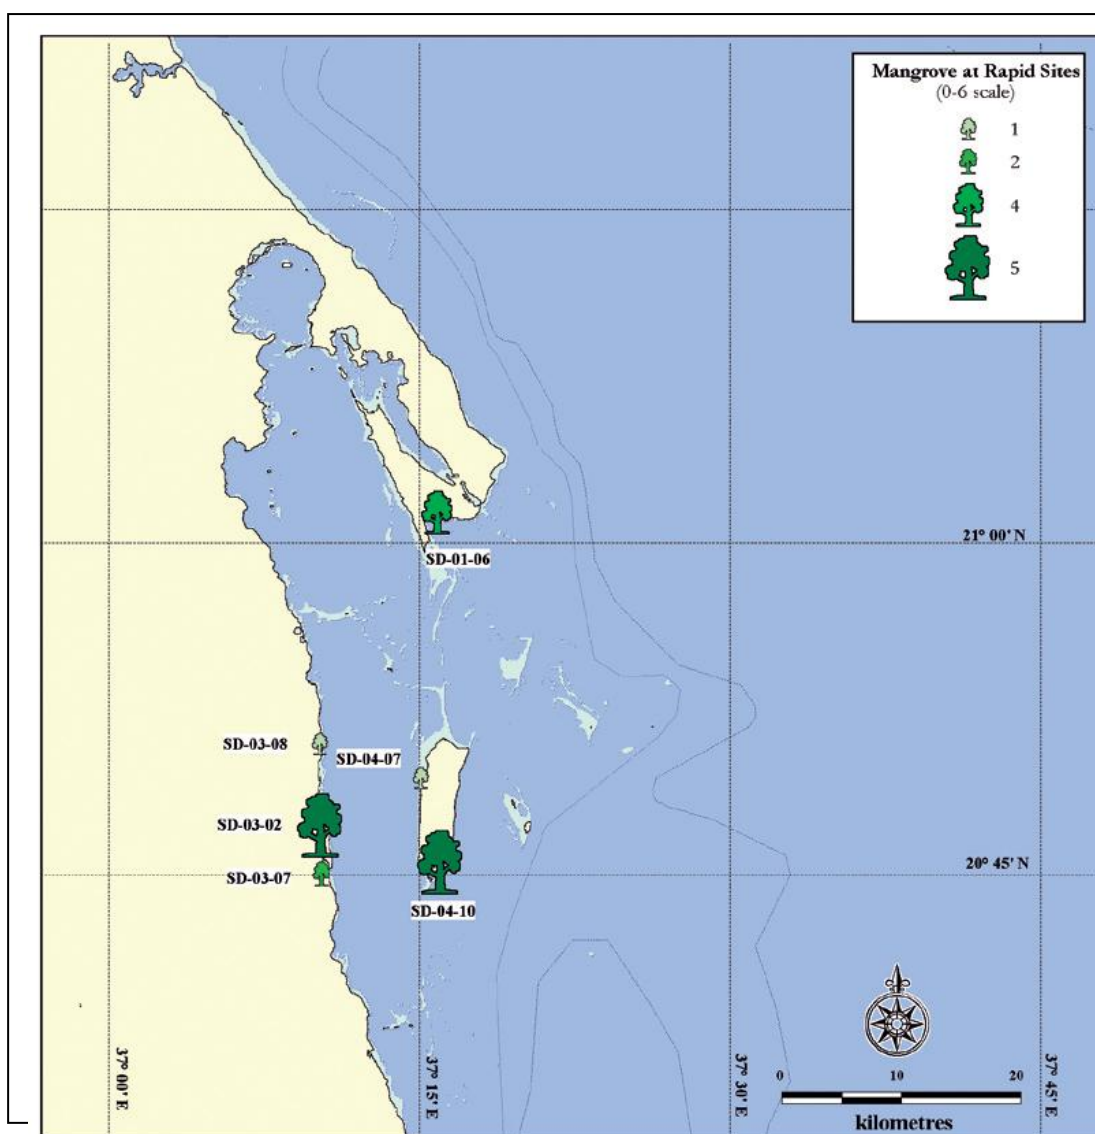 Mangrove at Rapid Sites
(0-6 scale)
1
2
4
5
21° 00' N
SD-01-06
SD-03-08
SD-04-07
SD-03-02
20° 45' N
SD-03-07
SD-04-10
37° 00' E
37° 15' E
37° 30' E
37° 45' E
0 10 20
kilometres